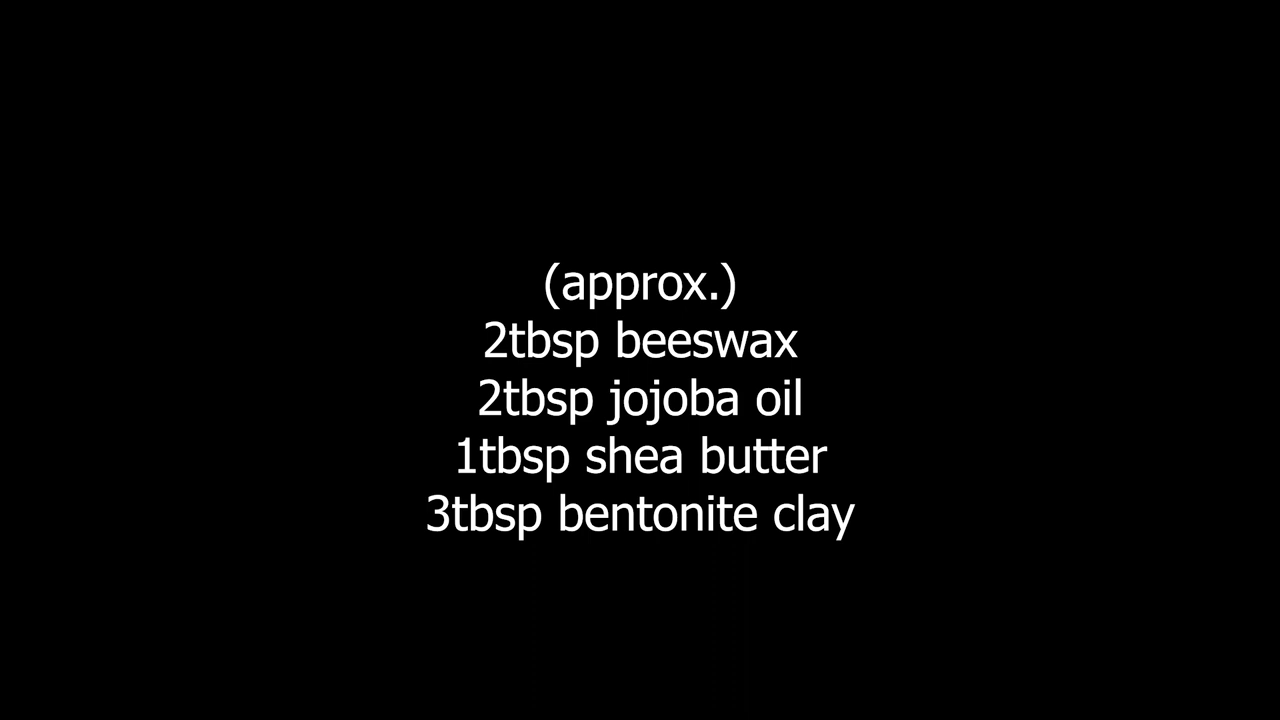 (approx.)
2tbsp beeswax
2tbsp jojoba oil
1tbsp shea butter
3tbsp bentonite clay